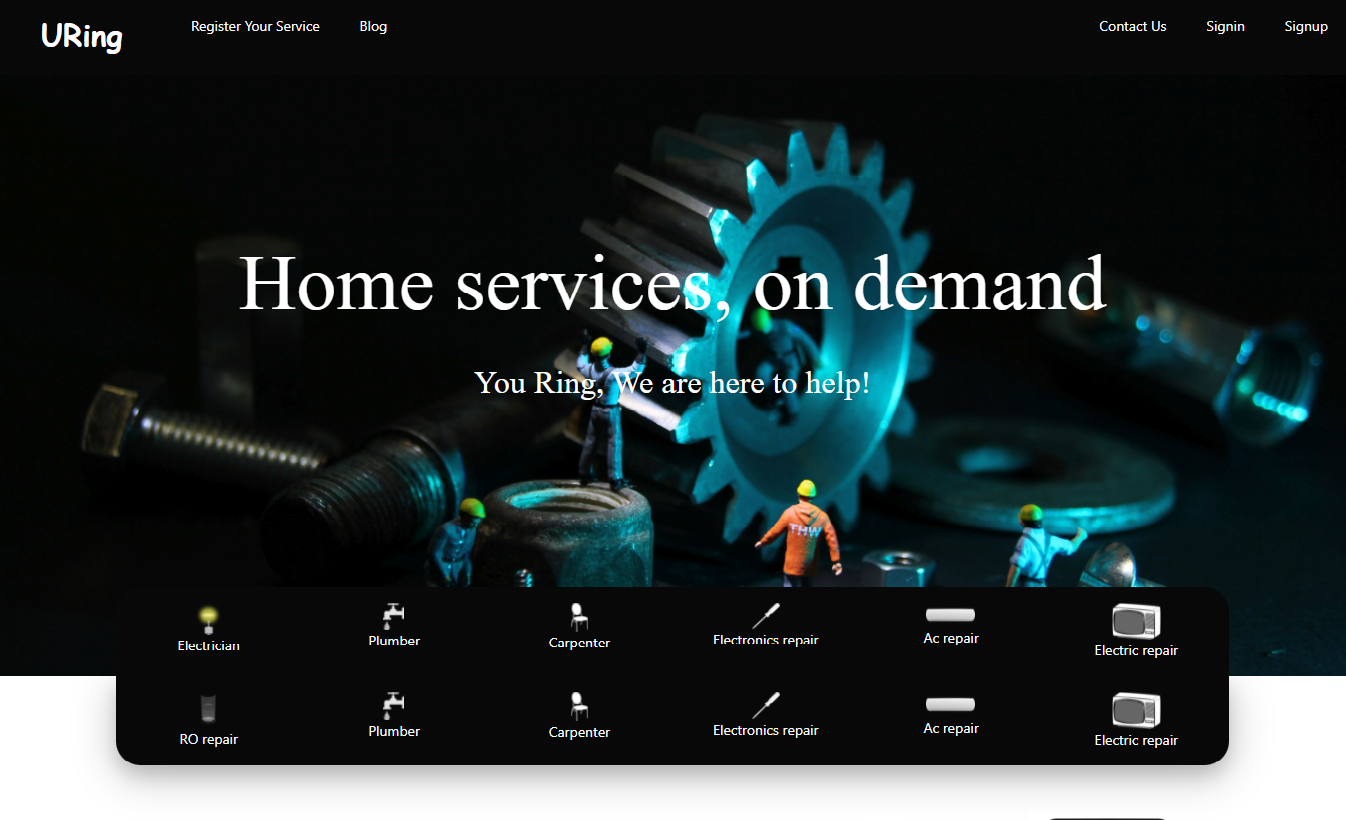 URing
Register Your Service
Blog
Contact Us
Signin
Signup
Home services, on demand
You Ring, We are here to help!
THW
Electrician
Plumber
Carpenter
Electronics repair
Ac repair
Electric repair
RO repair
Plumber
Carpenter
Electronics repair
Ac repair
Electric repair